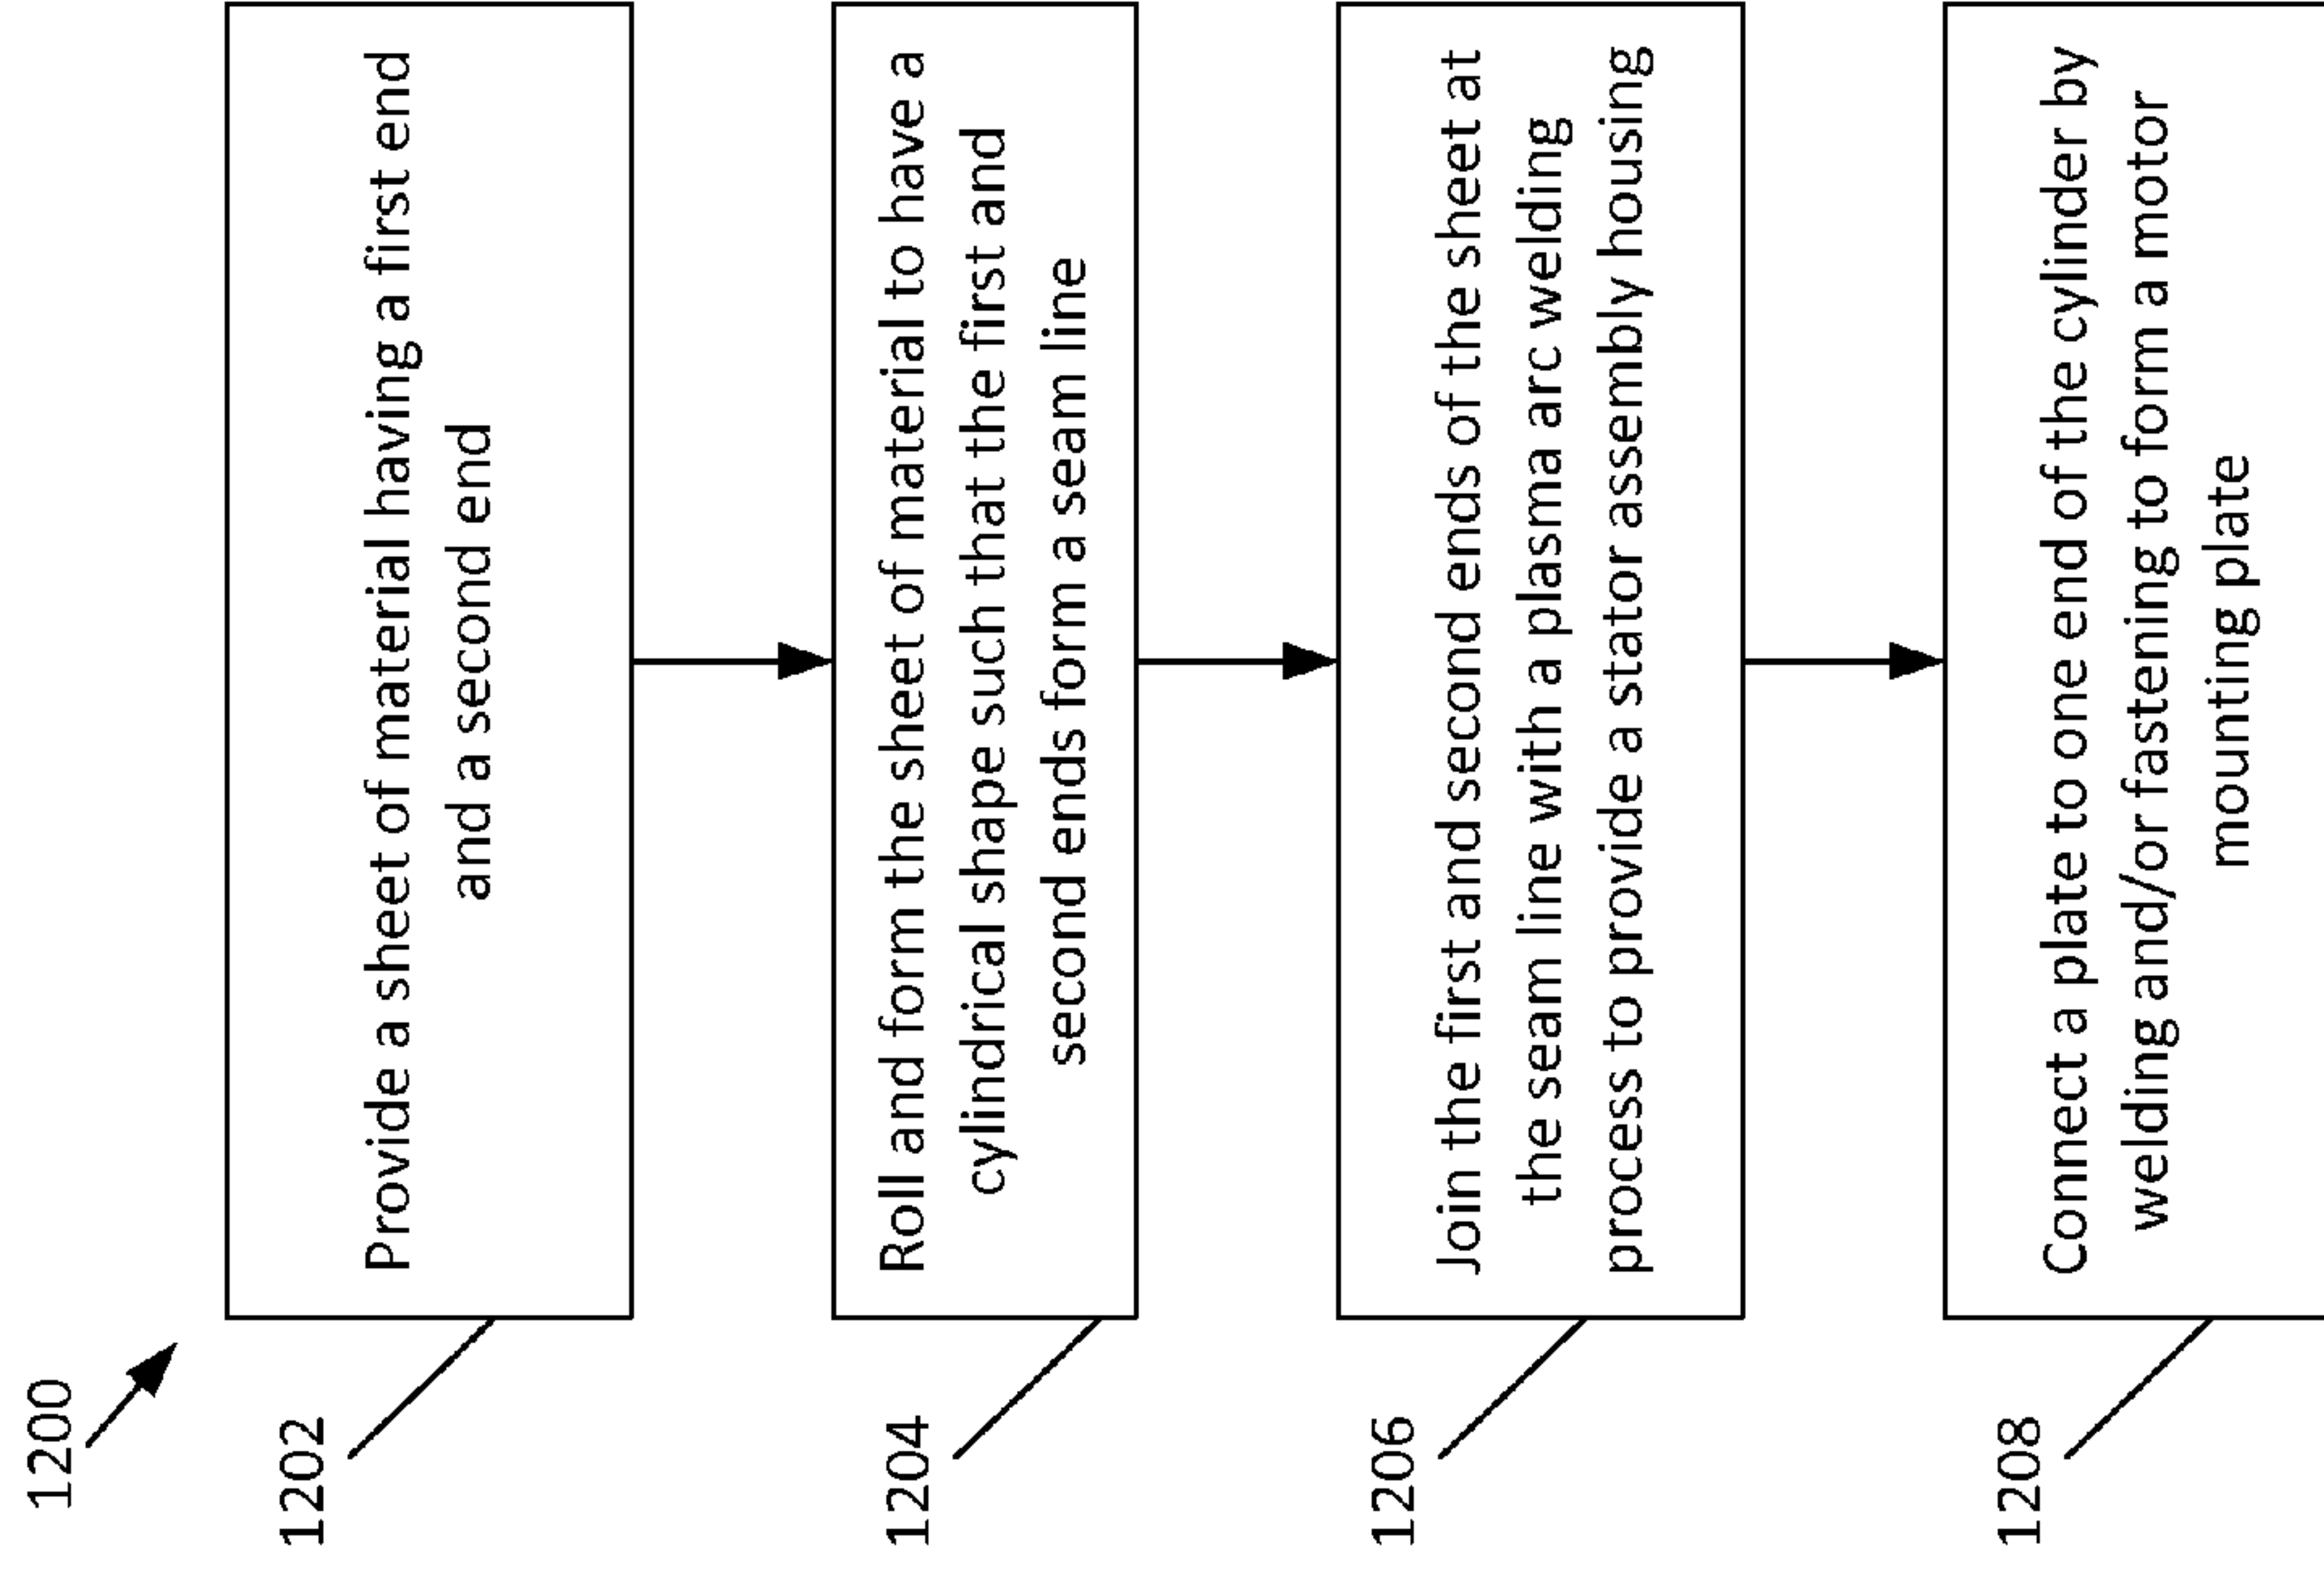 1200
1202
Provide a sheet of material having a first end
and a second end
1204
Roll and form the sheet of material to have a
cylindrical shape such that the first and
second ends form a seam line
1206
Join the first and second ends of the sheet at
the seam line with a plasma arc welding
process to provide a stator assembly housing
1208
Connect a plate to one end of the cylinder by
welding and/or fastening to form a motor
mounting plate